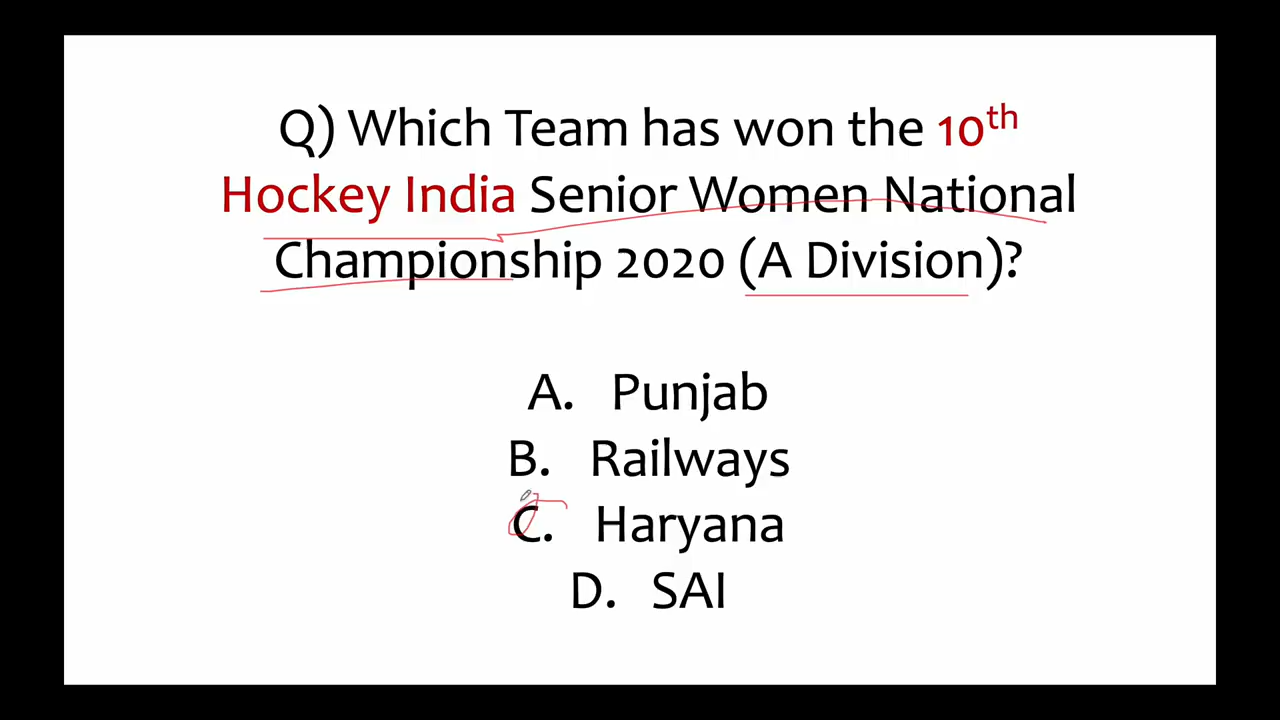 Q) Which Team has won the 10th
Hockey India Senior Women National
Championship 2020 (A Division)?
A. Punjab
B. Railways
C. Haryana
D. SAI